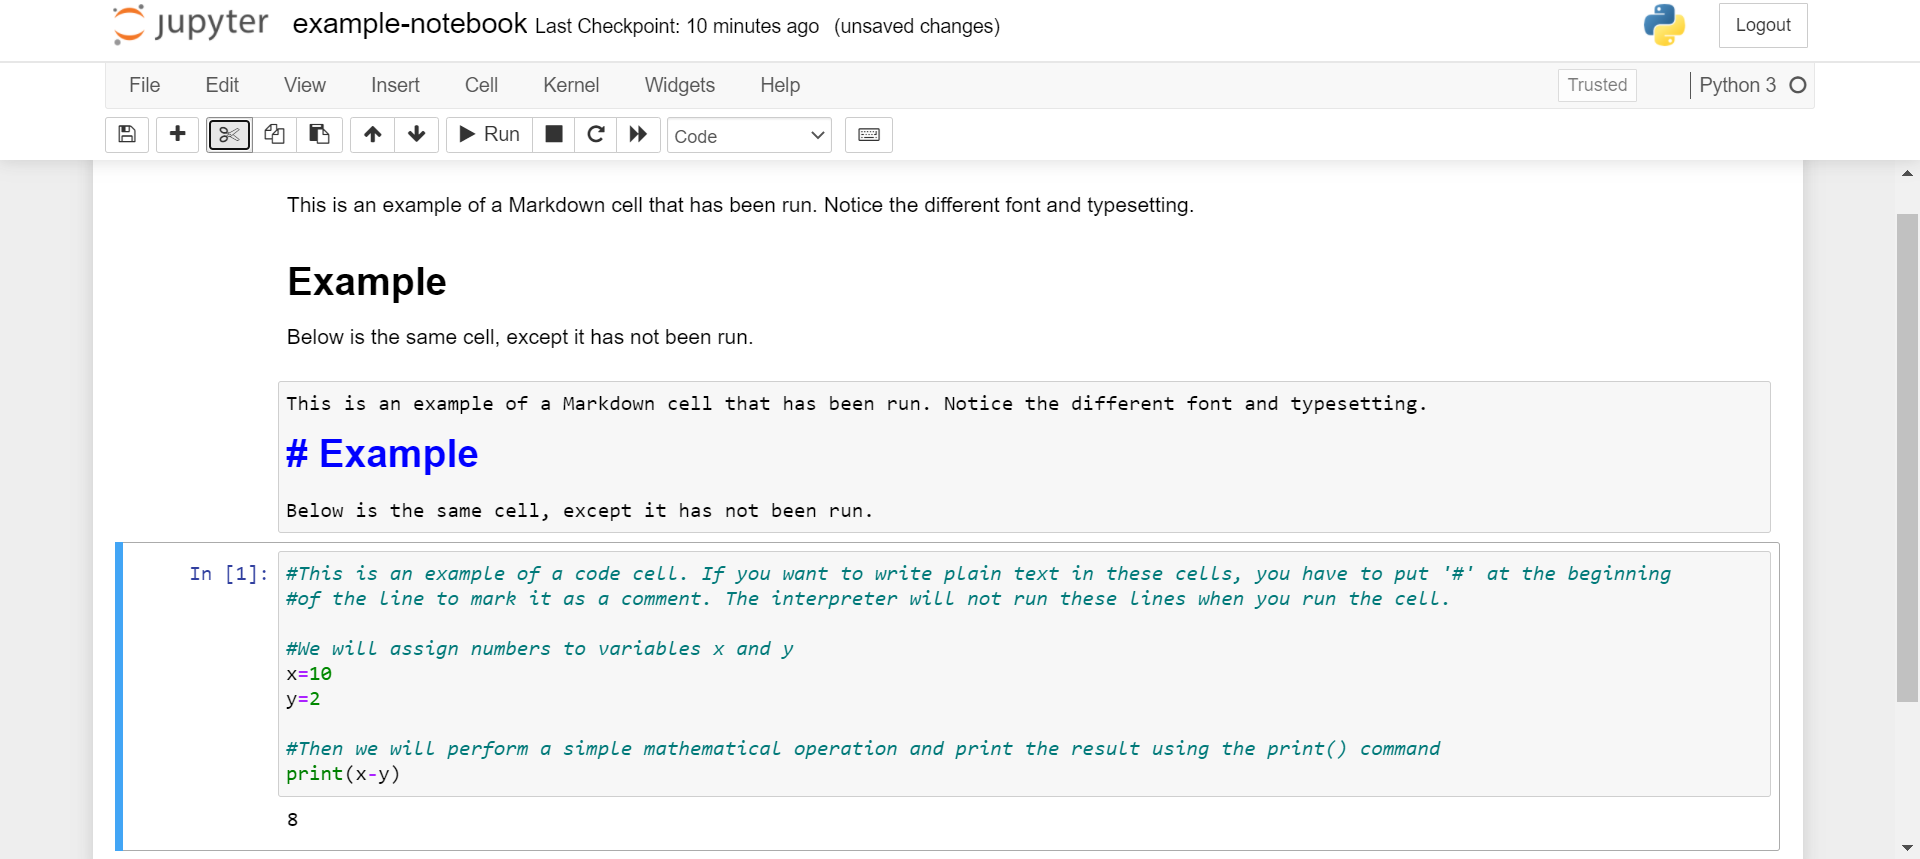 jupyter example-notebook Last Checkpoint: 10 minutes ago (unsaved changes) Logout
File Edit View Insert Cell Kernel Widgets Help Trusted Python 3
Run Code
This is an example of a Markdown cell that has been run. Notice the different font and typesetting.
Example
Below is the same cell, except it has not been run.
This is an example of a Markdown cell that has been run. Notice the different font and typesetting.
# Example
Below is the same cell, except it has not been run.
In [1]: #This is an example of a code cell. If you want to write plain text in these cells, you have to put '#' at the beginning
#of the line to mark it as a comment. The interpreter will not run these lines when you run the cell.
#We will assign numbers to variables x and y
x=10
y=2
#Then we will perform a simple mathematical operation and print the result using the print() command
print(x-y)
8